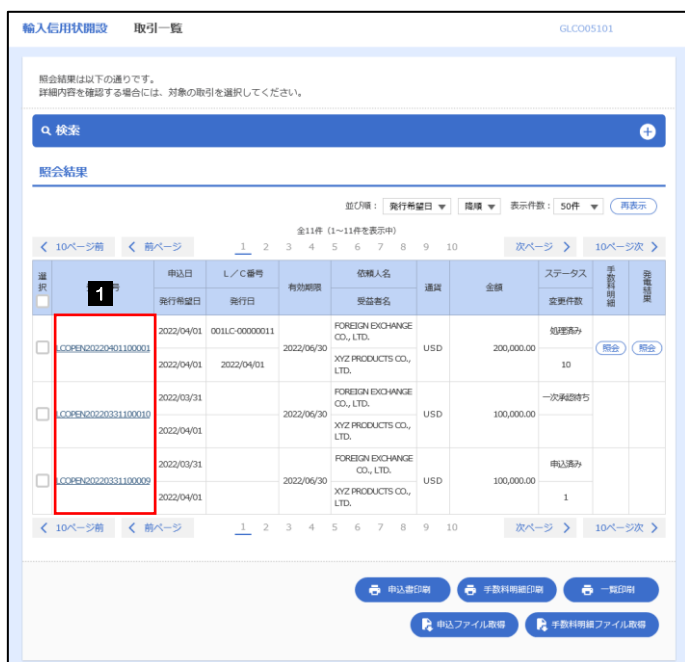 輸入信用状開設 取引一覧 GLCO05101
照会結果は以下の通りです。
詳細内容を確認する場合には、対象の取引を選択してください。
検索
照会結果
並び順： 発行希望日 降順 表示件数： 50件 再表示
全11件（1～11件を表示中）
10ページ前 前ページ 1 2 3 4 5 6 7 8 9 10 次ページ 10ページ次
選択 1 号 申込日 L／C番号 有効期限 依頼人名 通貨 金額 ステータス 手数料明細 発電結果
発行希望日 発行日 受益者名 変更件数
LCOPEN20220401100001 2022/04/01 001LC-00000011 2022/06/30 FOREIGN EXCHANGE CO., LTD. USD 200,000.00 処理済み 照会 照会
2022/04/01 2022/04/01 XYZ PRODUCTS CO., LTD. 10
LCOPEN20220331100010 2022/03/31 2022/06/30 FOREIGN EXCHANGE CO., LTD. USD 100,000.00 一次承認待ち
2022/04/01 XYZ PRODUCTS CO., LTD.
LCOPEN20220331100009 2022/03/31 2022/06/30 FOREIGN EXCHANGE CO., LTD. USD 100,000.00 申込済み
2022/04/01 XYZ PRODUCTS CO., LTD. 1
10ページ前 前ページ 1 2 3 4 5 6 7 8 9 10 次ページ 10ページ次
申込書印刷 手数料明細印刷 一覧印刷
申込ファイル取得 手数料明細ファイル取得